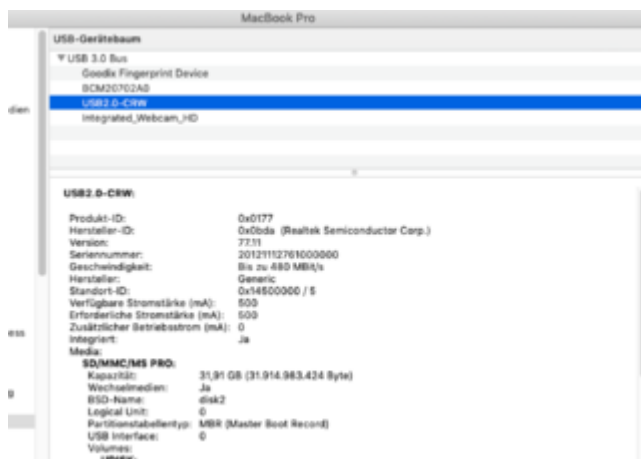 MacBook Pro
USB-Gerätebaum
USB 3.0 Bus
Goodix Fingerprint Device
BCM20702A0
dien
USB2.0-CRW
Integrated_Webcam_HD
USB2.0-CRW:
Produkt-ID: 0x0177
Hersteller-ID: 0x0bda (Realtek Semiconductor Corp.)
Version: 77.11
Seriennummer: 20121112761000000
Geschwindigkeit: Bis zu 480 MBit/s
Hersteller: Generic
Standort-ID: 0x14500000 / 5
Verfügbare Stromstärke (mA): 500
Erforderliche Stromstärke (mA): 500
ess
Zusätzlicher Betriebsstrom (mA): 0
Integriert: Ja
Media:
SD/MMC/MS PRO:
Kapazität: 31,91 GB (31.914.983.424 Byte)
Wechselmedien: Ja
g
BSD-Name: disk2
Logical Unit: 0
Partitionstabellentyp: MBR (Master Boot Record)
USB Interface: 0
Volumes: